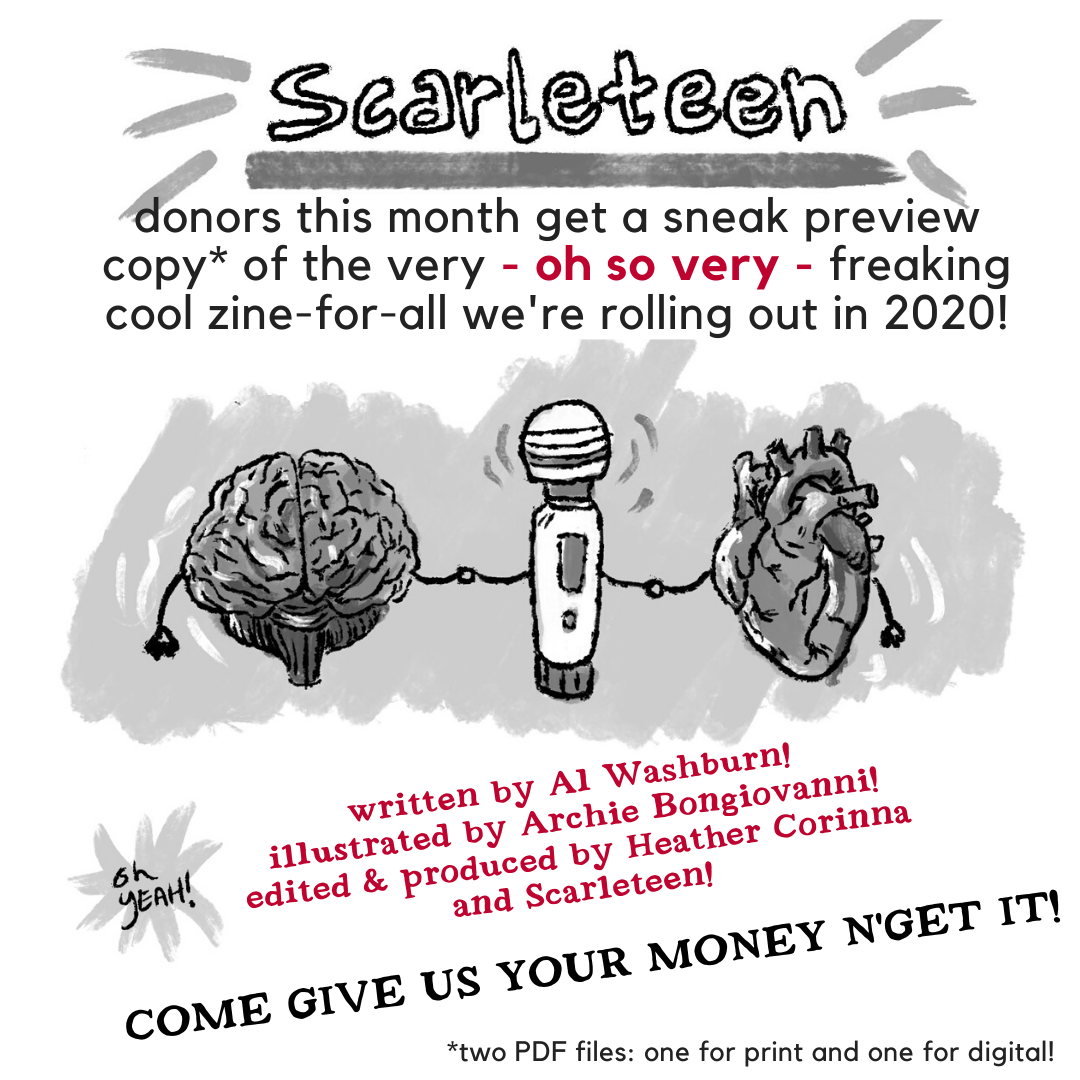 Scarleteen
donors this month get a sneak preview
copy* of the very - oh so very - freaking
cool zine-for-all we're rolling out in 2020!
written by Al Washburn!
illustrated by Archie Bongiovanni!
edited & produced by Heather Corinna
and Scarleteen!
oh
YEAH!
COME GIVE US YOUR MONEY N'GET IT!
*two PDF files: one for print and one for digital!